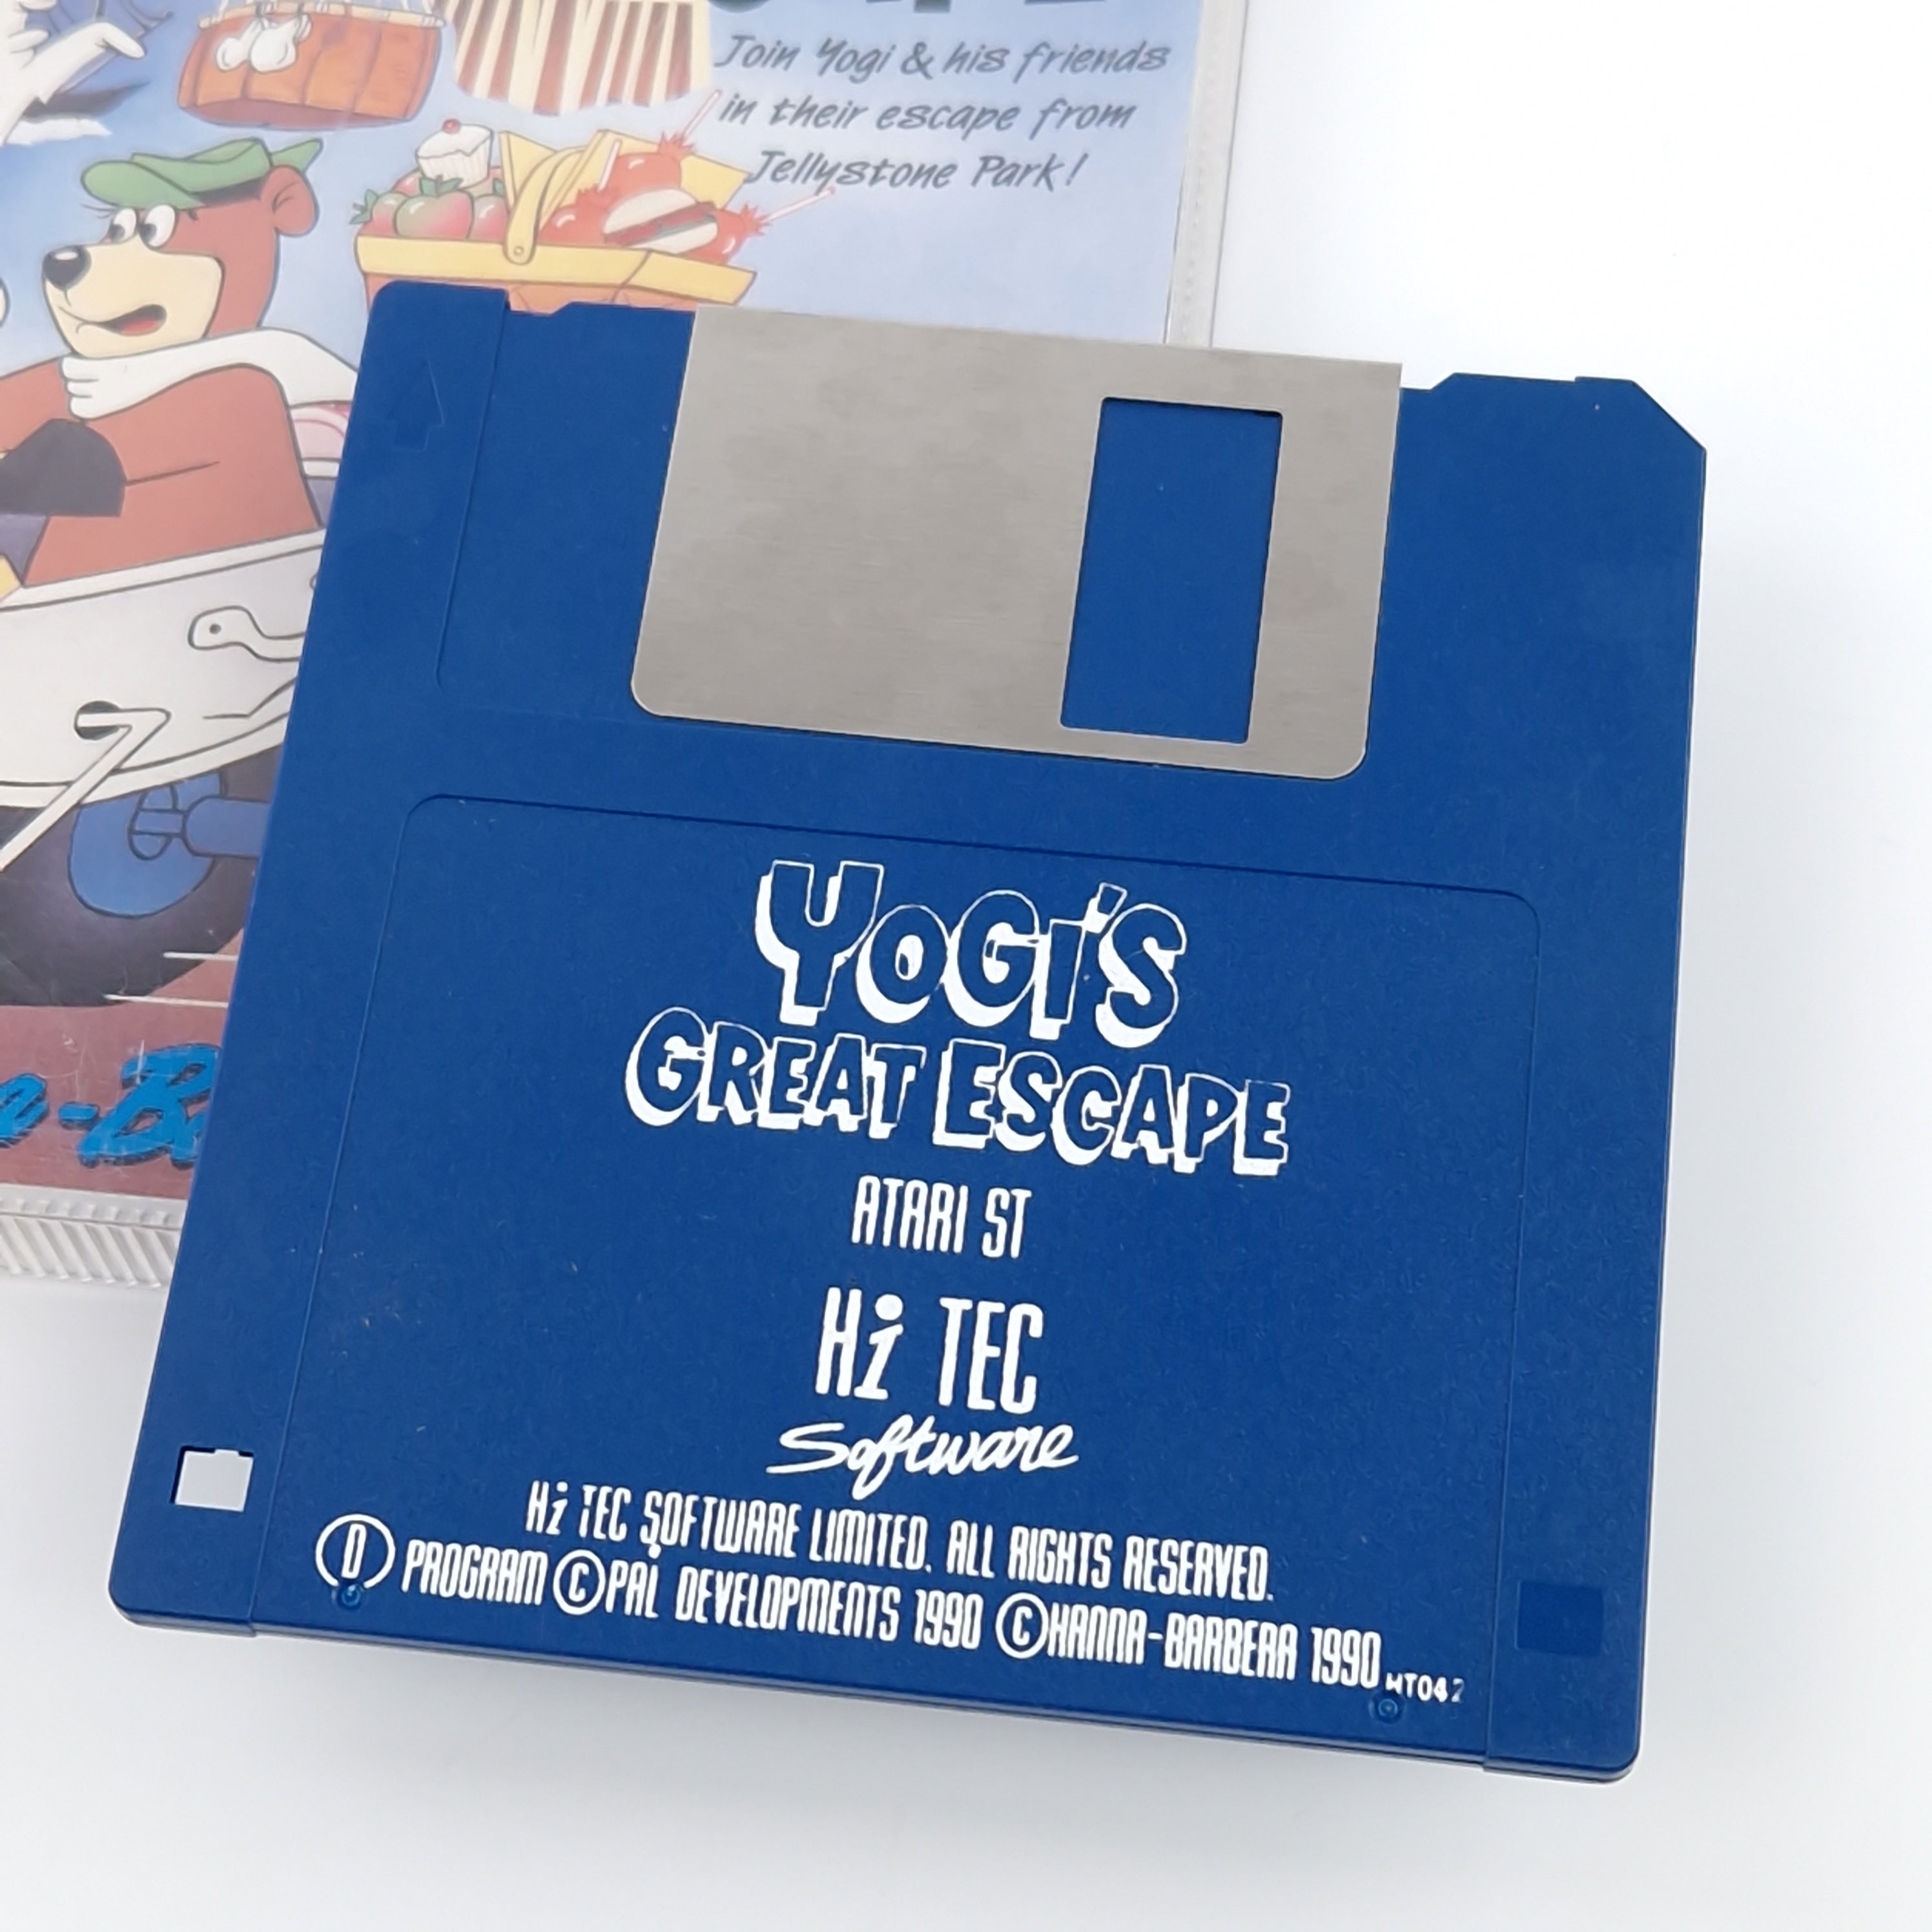 Join Yogi & his friends
in their escape from
Jellystone Park!
YOGI'S
GREAT ESCAPE
ATARI ST
Hi TEC
Software
Hi TEC SOFTWARE LIMITED. ALL RIGHTS RESERVED.
Ⓓ PROGRAM ©PAL DEVELOPMENTS 1990 ©HANNA-BARBERA 1990 HT042